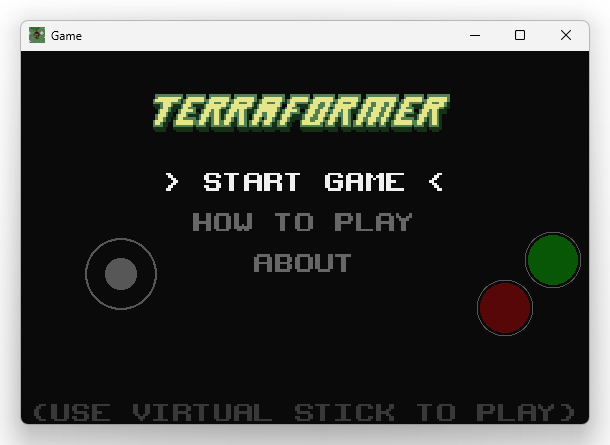 Game
TERRAFORMER
> START GAME <
HOW TO PLAY
ABOUT
(USE VIRTUAL STICK TO PLAY)